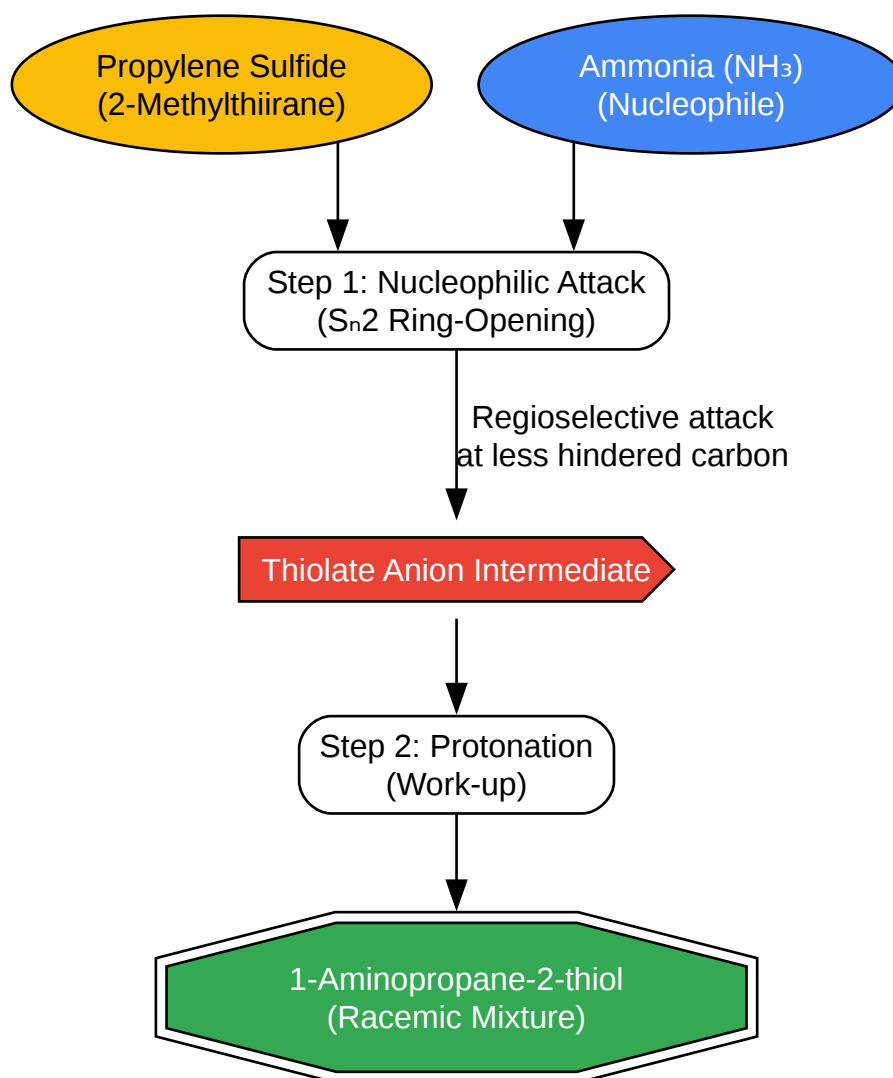 Propylene Sulfide
(2-Methylthiirane)
Ammonia (NH₃)
(Nucleophile)
Step 1: Nucleophilic Attack
(Sₙ2 Ring-Opening)
Regioselective attack
at less hindered carbon
Thiolate Anion Intermediate
Step 2: Protonation
(Work-up)
1-Aminopropane-2-thiol
(Racemic Mixture)